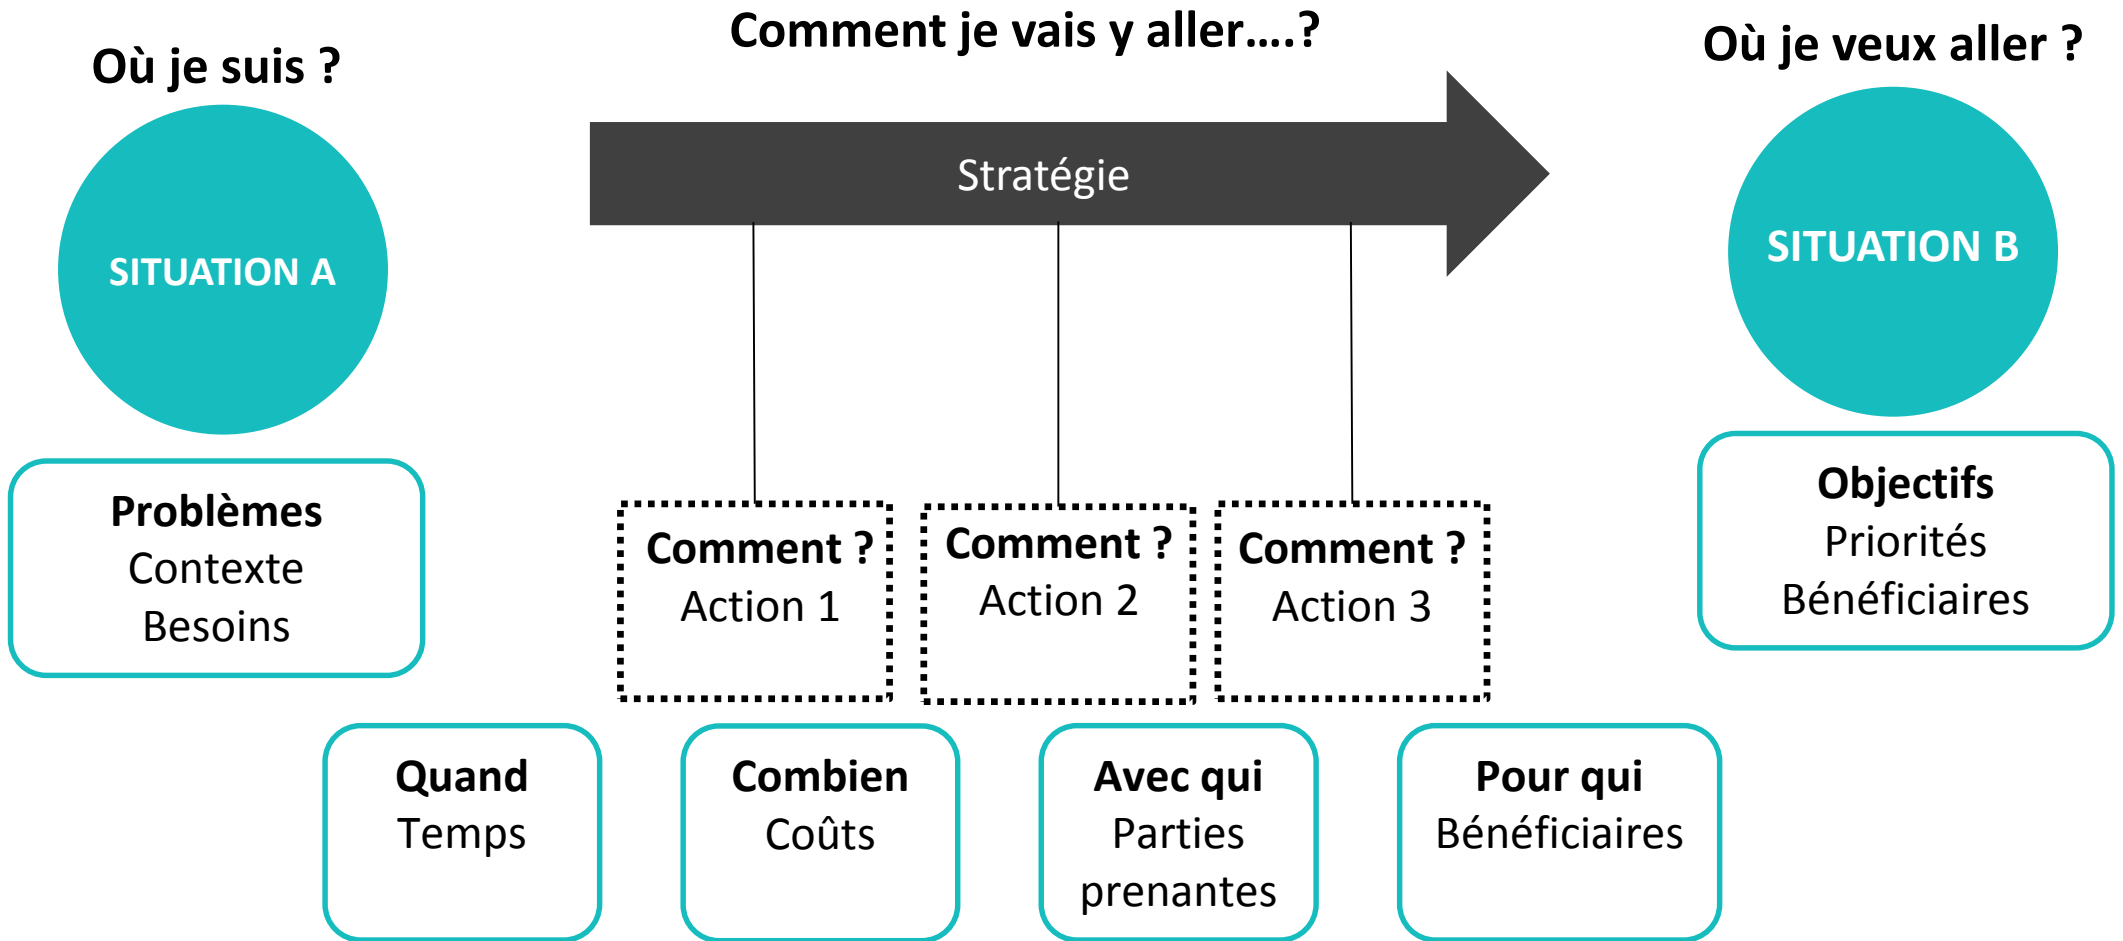 Où je suis ?
Comment je vais y aller….?
Où je veux aller ?
SITUATION A
Stratégie
SITUATION B
Problèmes
Contexte
Besoins
Comment ?
Action 1
Comment ?
Action 2
Comment ?
Action 3
Objectifs
Priorités
Bénéficiaires
Quand
Temps
Combien
Coûts
Avec qui
Parties
prenantes
Pour qui
Bénéficiaires